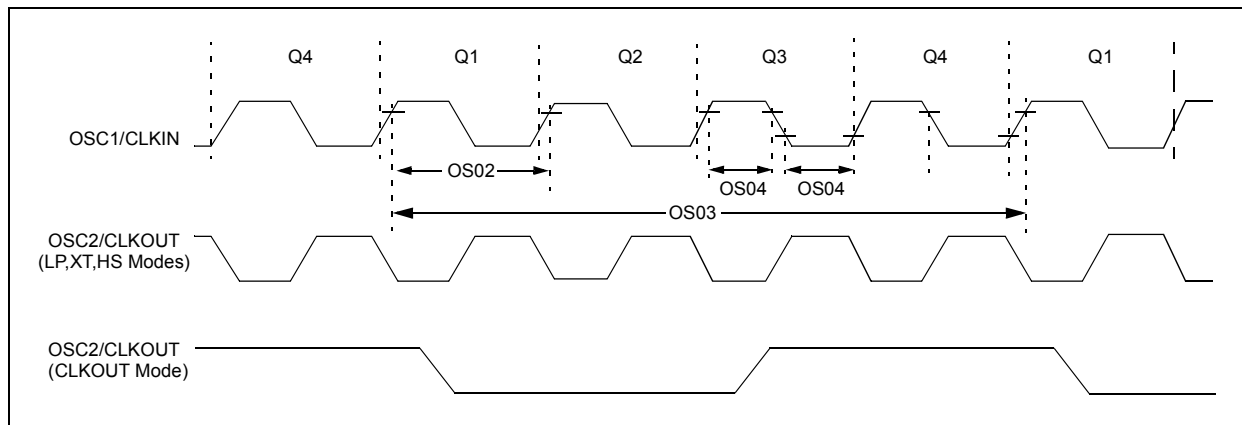 Q4 Q1 Q2 Q3 Q4 Q1
OSC1/CLKIN
OS02
OS04 OS04
OS03
OSC2/CLKOUT
(LP,XT,HS Modes)
OSC2/CLKOUT
(CLKOUT Mode)